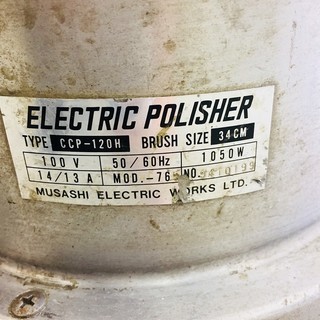 ELECTRIC POLISHER
TYPE CCP-120H BRUSH SIZE 34CM
100 V 50/60Hz 1050W
14/13 A MOD.-76 NO.
MUSASHI ELECTRIC WORKS LTD.